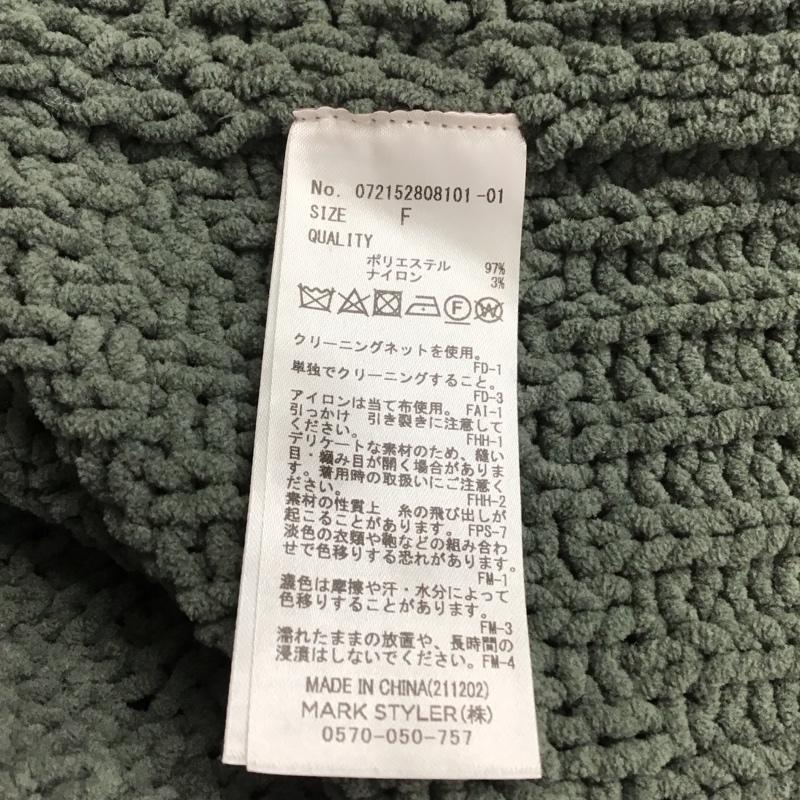 No. 072152808101-01
SIZE F
QUALITY
ポリエステル 97%
ナイロン 3%
F W
クリーニングネットを使用。
FD-1
単独でクリーニングすること。
FD-3
アイロンは当て布使用。 FAI-1
引っかけ 引き裂きに注意して
ください。 FHH-1
デリケートな素材のため、縫い
目・編み目が開く場合がありま
す。着用時の取扱いにご注意く
ださい。 FHH-2
素材の性質上 糸の飛び出しが
起こることがあります。 FPS-7
淡色の衣類や鞄などの組み合わ
せで色移りする恐れがあります。
FM-1
濃色は摩擦や汗・水分によって
色移りすることがあります。
FM-3
濡れたままの放置や、長時間の
浸漬はしないでください。FM-4
MADE IN CHINA(211202)
MARK STYLER(株)
0570-050-757